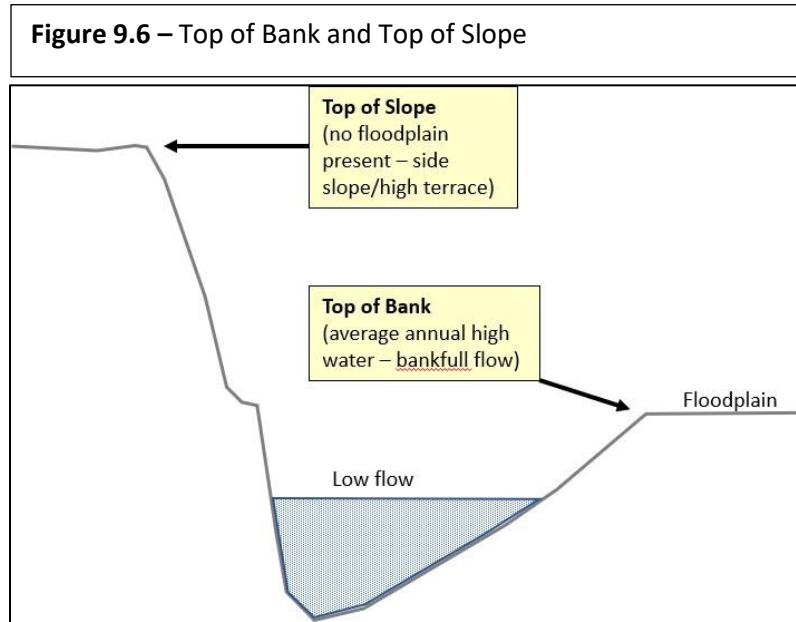 Figure 9.6 – Top of Bank and Top of Slope
Top of Slope
(no floodplain
present – side
slope/high terrace)
Top of Bank
(average annual high
water – bankfull flow)
Floodplain
Low flow